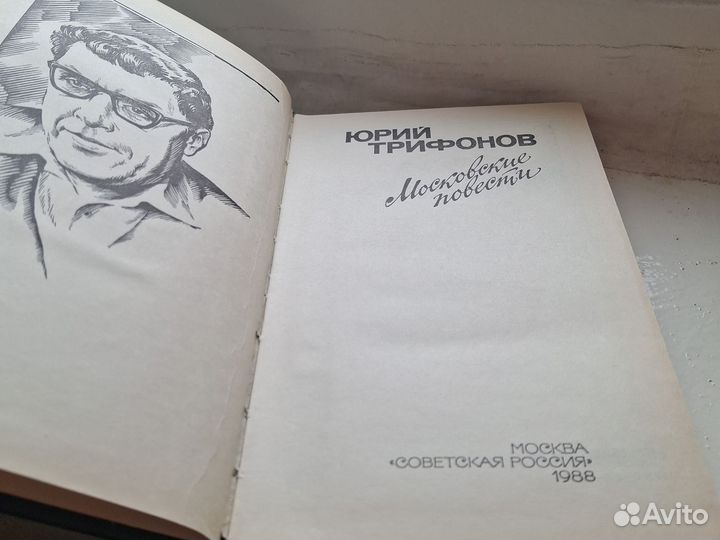 ЮРИЙ
ТРИФОНОВ
Московские
повести
МОСКВА
«СОВЕТСКАЯ РОССИЯ»
1988
Avito